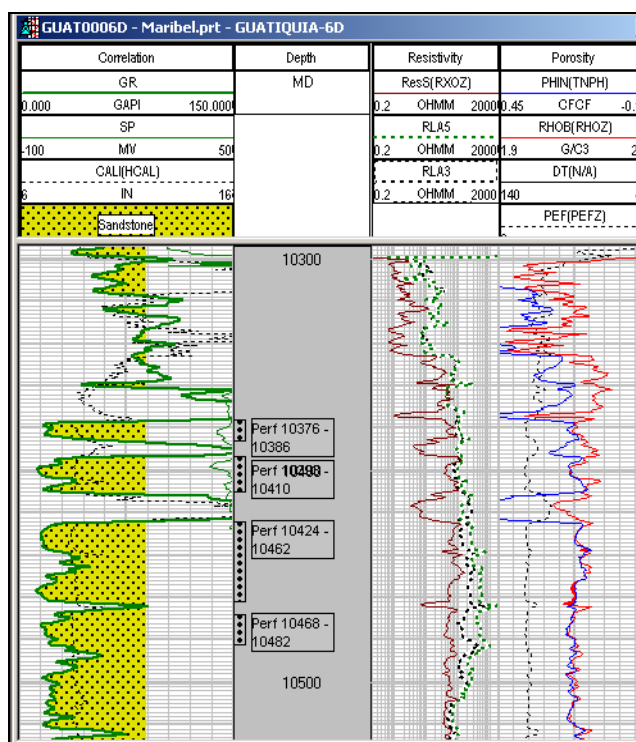 GUAT0006D - Maribel.prt - GUATIQUIA-6D
Correlation Depth Resistivity Porosity
GR MD ResS(RXOZ) PHIN(TNPH)
0.000 GAPI 150.000 0.2 OHMM 2000 0.45 CFCF
SP RLA5 RHOB(RHOZ)
-100 MV 50 0.2 OHMM 2000 1.9 G/C3
CALI(HCAL) RLA3 DT(N/A)
6 IN 16 0.2 OHMM 2000 140
PEF(PEFZ)
Sandstone
10300
Perf 10376 -
10386
Perf
10410
Perf 10424 -
10462
Perf 10468 -
10482
10500